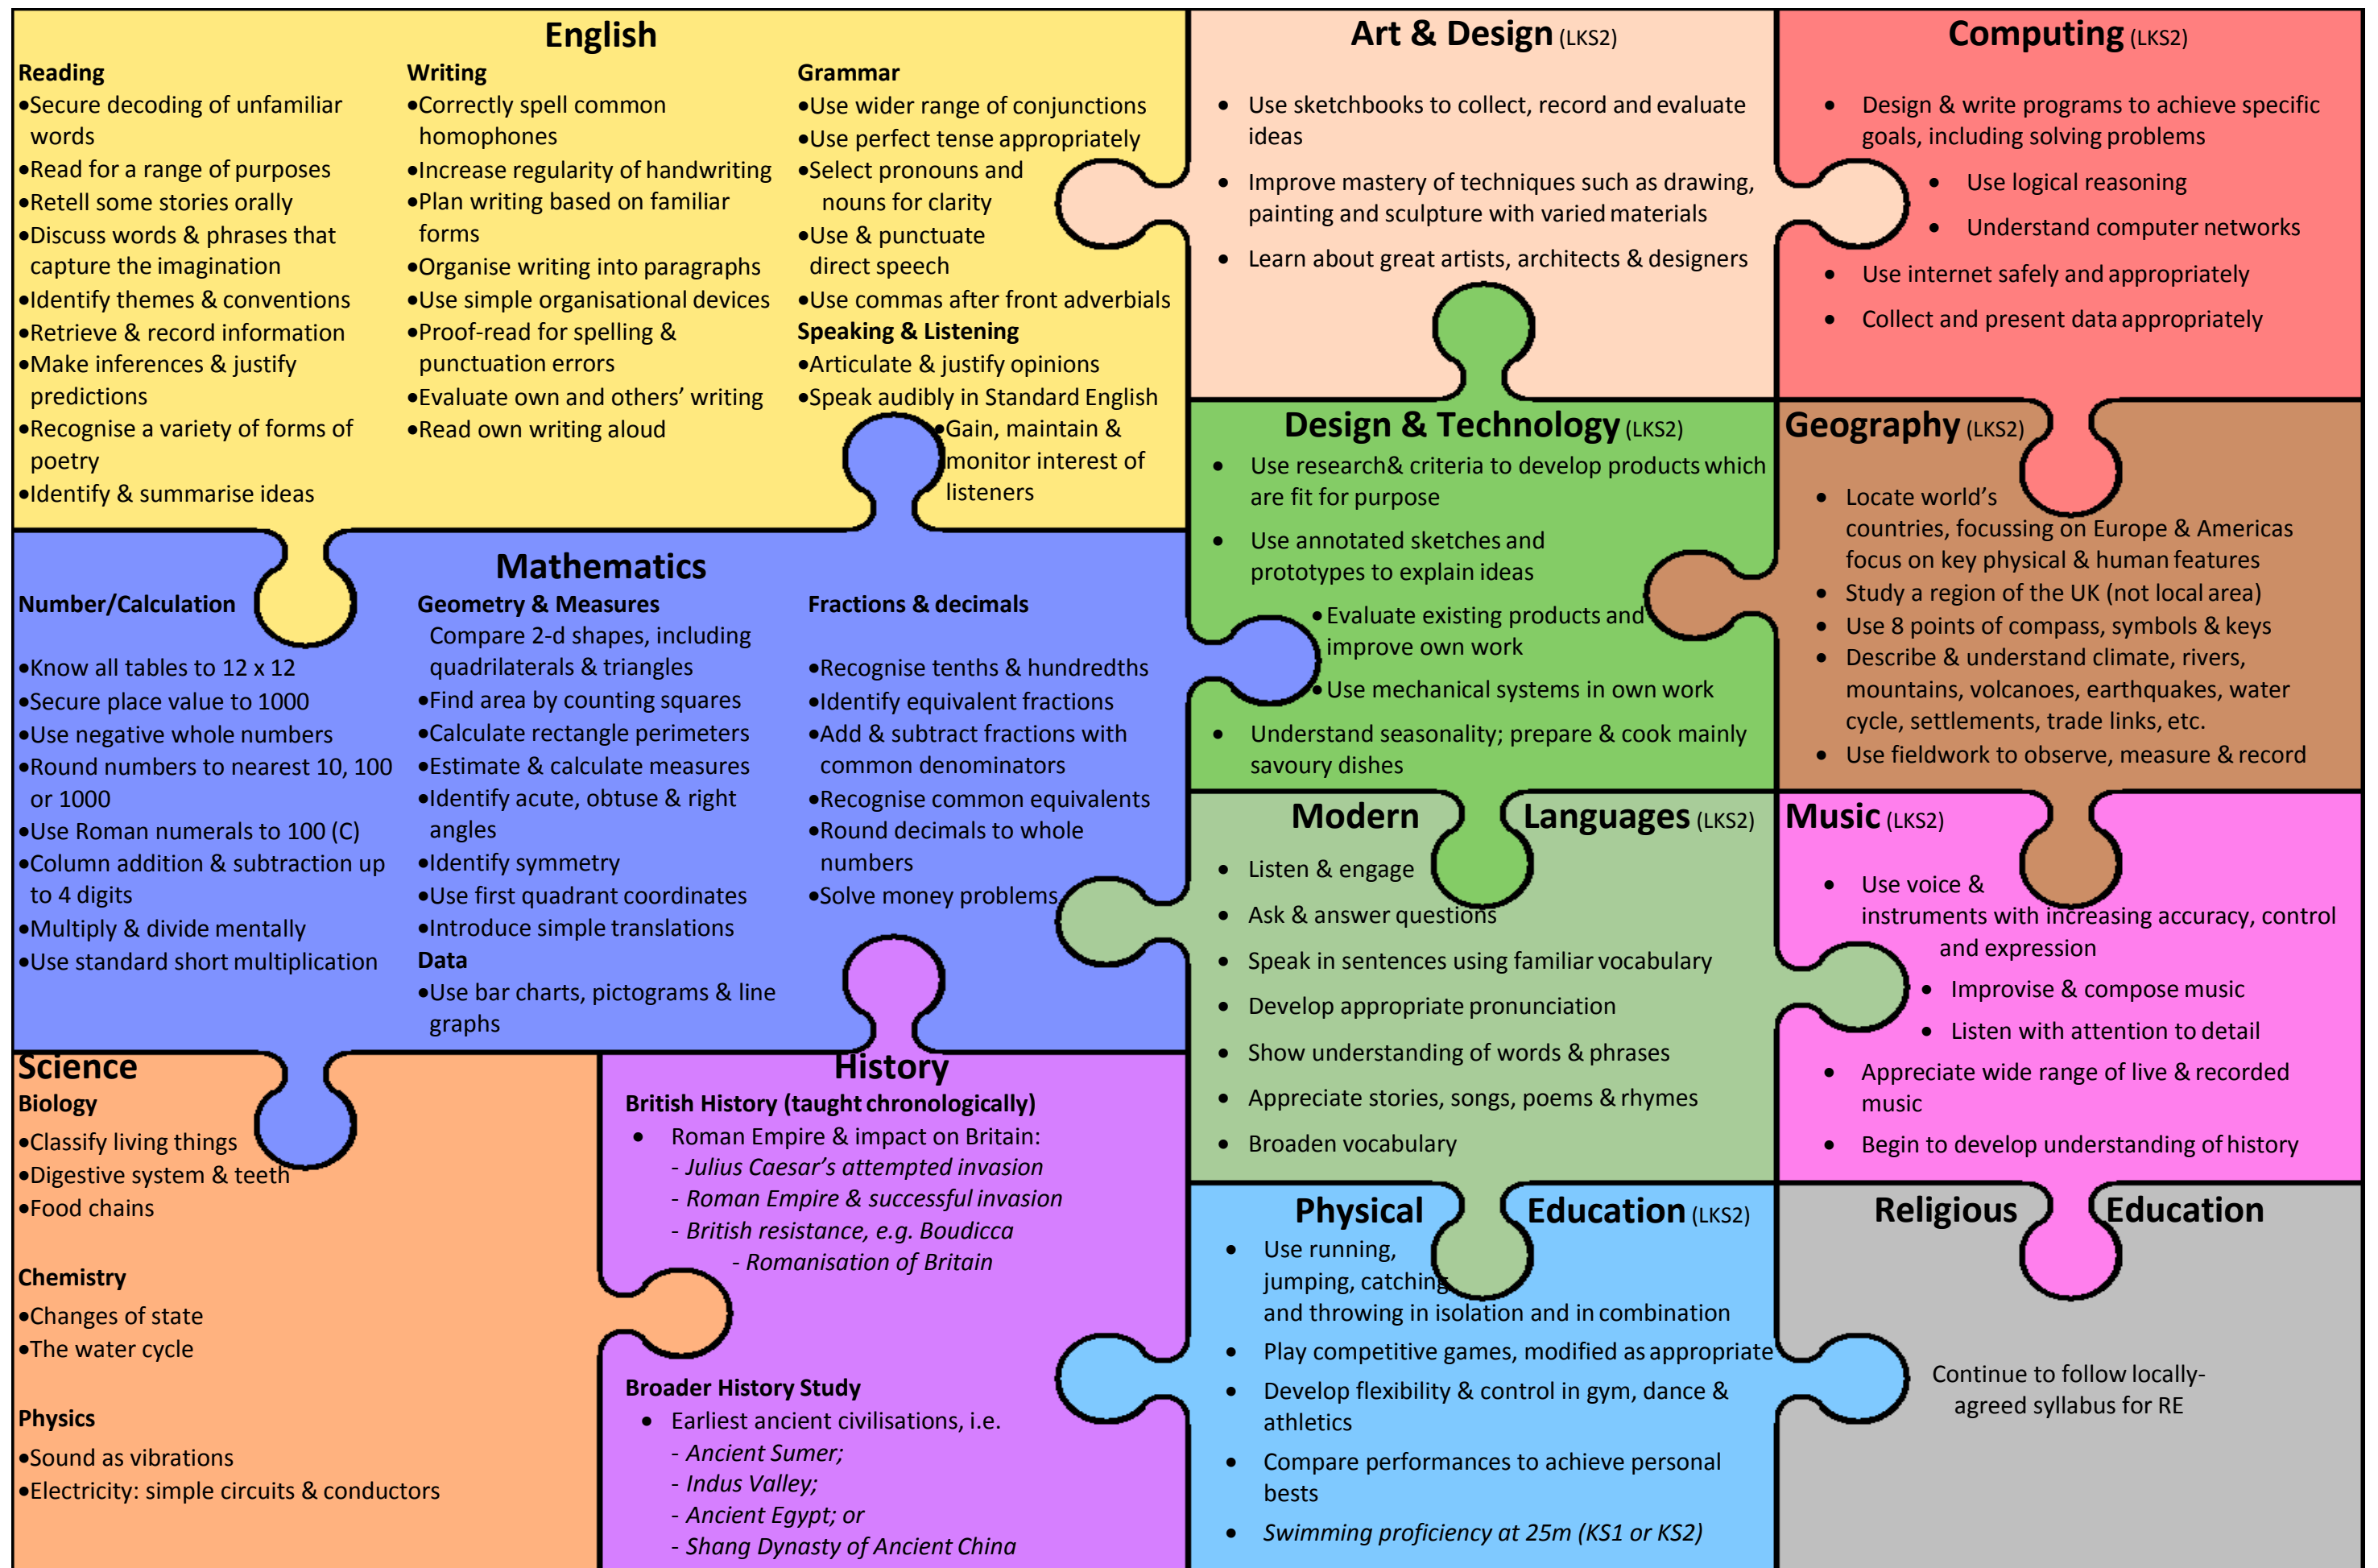 English
Reading
•Secure decoding of unfamiliar
words
•Read for a range of purposes
•Retell some stories orally
•Discuss words & phrases that
capture the imagination
•Identify themes & conventions
•Retrieve & record information
•Make inferences & justify
predictions
•Recognise a variety of forms of
poetry
•Identify & summarise ideas
Writing
•Correctly spell common
homophones
•Increase regularity of handwriting
•Plan writing based on familiar
forms
•Organise writing into paragraphs
•Use simple organisational devices
•Proof-read for spelling &
punctuation errors
•Evaluate own and others’ writing
•Read own writing aloud
Grammar
•Use wider range of conjunctions
•Use perfect tense appropriately
•Select pronouns and
nouns for clarity
•Use & punctuate
direct speech
•Use commas after front adverbials
Speaking & Listening
•Articulate & justify opinions
•Speak audibly in Standard English
•Gain, maintain &
monitor interest of
listeners
Art & Design (LKS2)
• Use sketchbooks to collect, record and evaluate
ideas
• Improve mastery of techniques such as drawing,
painting and sculpture with varied materials
• Learn about great artists, architects & designers
Computing (LKS2)
• Design & write programs to achieve specific
goals, including solving problems
• Use logical reasoning
• Understand computer networks
• Use internet safely and appropriately
• Collect and present data appropriately
Mathematics
Number/Calculation
•Know all tables to 12 x 12
•Secure place value to 1000
•Use negative whole numbers
•Round numbers to nearest 10, 100
or 1000
•Use Roman numerals to 100 (C)
•Column addition & subtraction up
to 4 digits
•Multiply & divide mentally
•Use standard short multiplication
Geometry & Measures
Compare 2-d shapes, including
quadrilaterals & triangles
•Find area by counting squares
•Calculate rectangle perimeters
•Estimate & calculate measures
•Identify acute, obtuse & right
angles
•Identify symmetry
•Use first quadrant coordinates
•Introduce simple translations
Data
•Use bar charts, pictograms & line
graphs
Fractions & decimals
•Recognise tenths & hundredths
•Identify equivalent fractions
•Add & subtract fractions with
common denominators
•Recognise common equivalents
•Round decimals to whole
numbers
•Solve money problems
Design & Technology (LKS2)
• Use research& criteria to develop products which
are fit for purpose
• Use annotated sketches and
prototypes to explain ideas
•Evaluate existing products and
improve own work
•Use mechanical systems in own work
• Understand seasonality; prepare & cook mainly
savoury dishes
Geography (LKS2)
• Locate world’s
countries, focussing on Europe & Americas
focus on key physical & human features
• Study a region of the UK (not local area)
• Use 8 points of compass, symbols & keys
• Describe & understand climate, rivers,
mountains, volcanoes, earthquakes, water
cycle, settlements, trade links, etc.
• Use fieldwork to observe, measure & record
Modern Languages (LKS2)
• Listen & engage
• Ask & answer questions
• Speak in sentences using familiar vocabulary
• Develop appropriate pronunciation
• Show understanding of words & phrases
• Appreciate stories, songs, poems & rhymes
• Broaden vocabulary
Music (LKS2)
• Use voice &
instruments with increasing accuracy, control
and expression
• Improvise & compose music
• Listen with attention to detail
• Appreciate wide range of live & recorded
music
• Begin to develop understanding of history
Science
Biology
•Classify living things
•Digestive system & teeth
•Food chains
Chemistry
•Changes of state
•The water cycle
Physics
•Sound as vibrations
•Electricity: simple circuits & conductors
History
British History (taught chronologically)
• Roman Empire & impact on Britain:
- Julius Caesar’s attempted invasion
- Roman Empire & successful invasion
- British resistance, e.g. Boudicca
- Romanisation of Britain
Broader History Study
• Earliest ancient civilisations, i.e.
- Ancient Sumer;
- Indus Valley;
- Ancient Egypt; or
- Shang Dynasty of Ancient China
Physical Education (LKS2)
• Use running,
jumping, catching
and throwing in isolation and in combination
• Play competitive games, modified as appropriate
• Develop flexibility & control in gym, dance &
athletics
• Compare performances to achieve personal
bests
• Swimming proficiency at 25m (KS1 or KS2)
Religious Education
Continue to follow locally-
agreed syllabus for RE